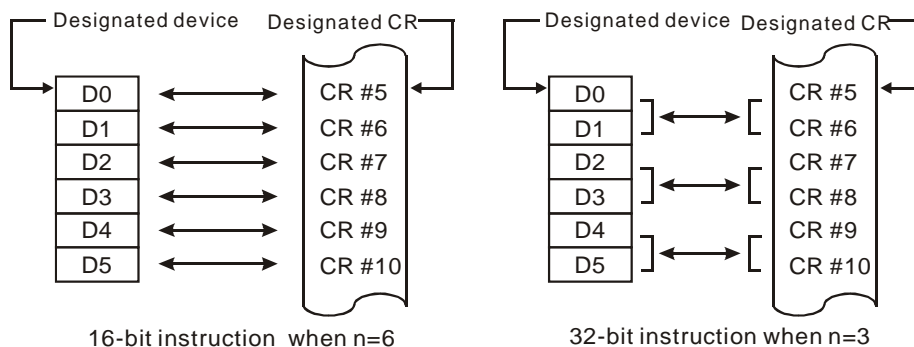 Designated device
Designated CR
D0
D1
D2
D3
D4
D5
CR #5
CR #6
CR #7
CR #8
CR #9
CR #10
16-bit instruction when n=6
Designated device
Designated CR
D0
D1
D2
D3
D4
D5
CR #5
CR #6
CR #7
CR #8
CR #9
CR #10
32-bit instruction when n=3